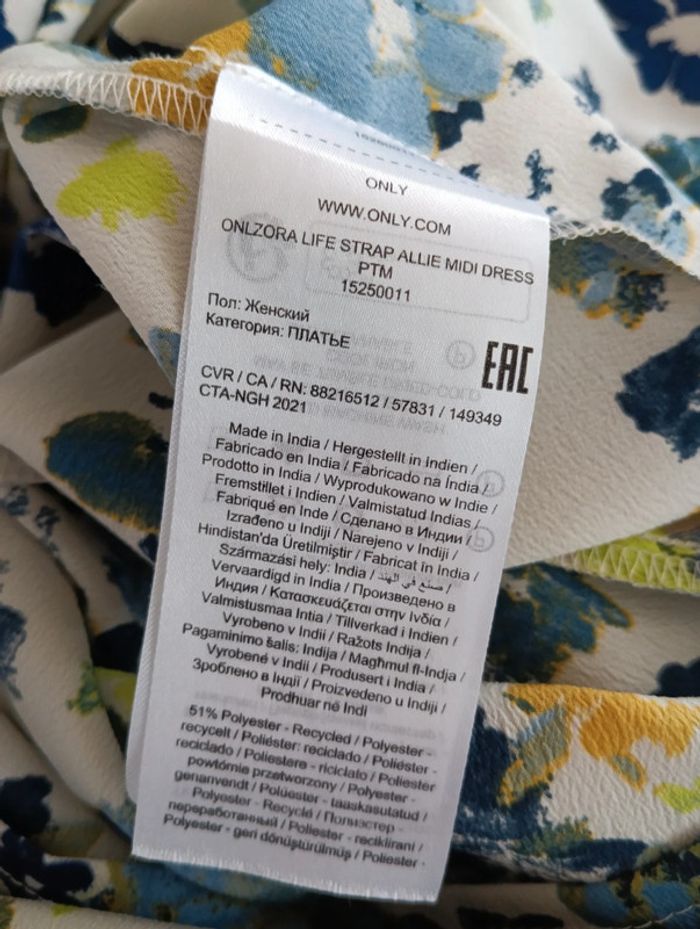 ONLY
WWW.ONLY.COM
ONLZORA LIFE STRAP ALLIE MIDI DRESS
PTM
15250011
Пол: Женский
Категория: ПЛАТЬЕ
EAC
CVR / CA / RN: 88216512 / 57831 / 149349
CTA-NGH 2021
Made in India / Hergestellt in Indien /
Fabricado en India / Fabricado na Índia /
Prodotto in India / Wyprodukowano w Indie /
Fremstillet i Indien / Valmistatud Indias /
Fabriqué en Inde / Сделано в Индии /
Izrađeno u Indiji / Narejeno v Indiji /
Hindistan'da Üretilmiştir / Fabricat in India /
Származási hely: India / صنع في الهند /
Vervaardigd in India / Произведено в
Индия / Κατασκευάζεται στην Ινδία /
Valmistusmaa Intia / Tillverkad i Indien /
Vyrobeno v Indii / Ražots Indija /
Pagaminimo šalis: Indija / Magħmul fl-Indja /
Vyrobené v Indii / Produsert i India /
Зроблено в Індії / Proizvedeno u Indiji /
Prodhuar në Indi
51% Polyester - Recycled / Polyester -
recycelt / Poliéster: reciclado / Poliéster -
reciclado / Poliestere - riciclato / Poliester
powtórnie przetworzony / Polyester -
genanvendt / Polüester - taaskasutatud /
Polyester - Recyclé / Полиэстер -
переработанный / Poliester - reciklirani /
Polyester - geri dönüştürülmüş / Poliester -